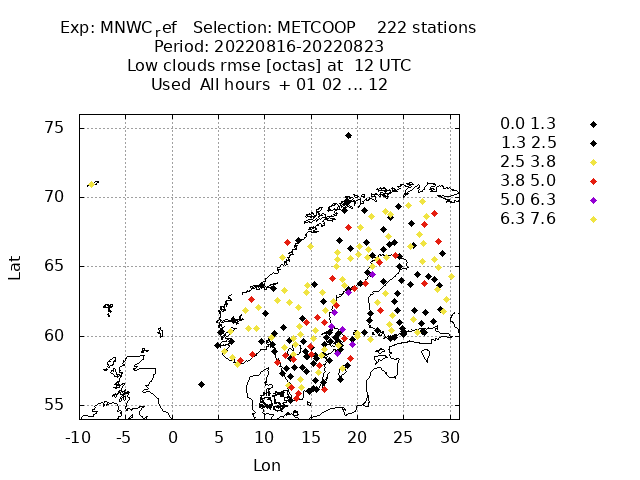 Exp: MNWCref   Selection: METCOOP    222 stations
Period: 20220816-20220823
Low clouds rmse [octas] at  12 UTC
Used  All hours  + 01 02 ... 12
0.0 1.3
1.3 2.5
2.5 3.8
3.8 5.0
5.0 6.3
6.3 7.6
75
70
65
60
55
Lat
-10 -5 0 5 10 15 20 25 30
Lon